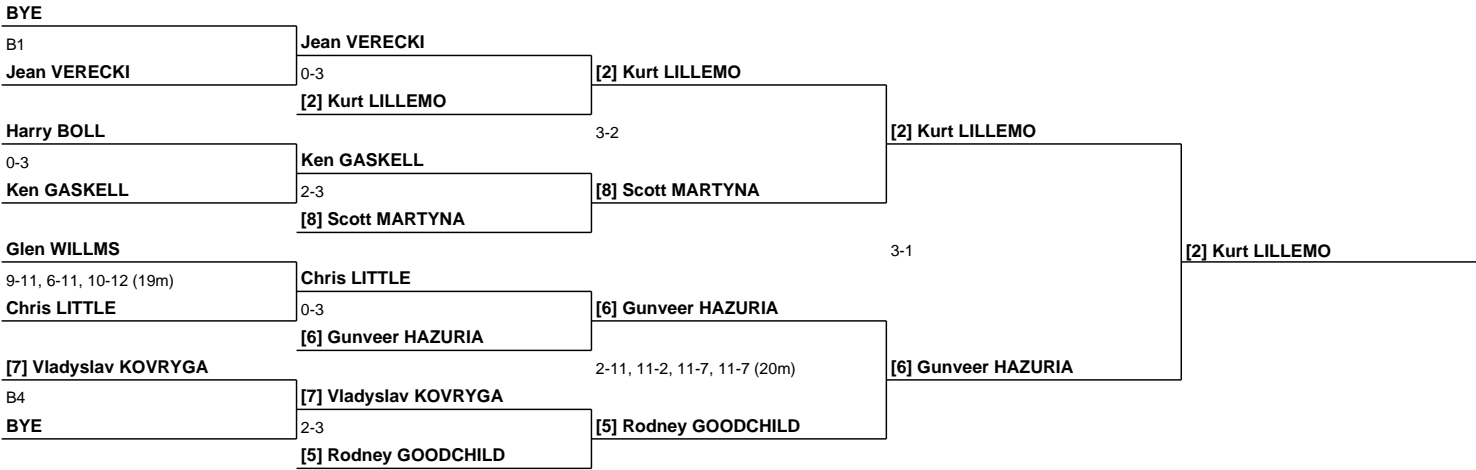 BYE
B1
Jean VERECKI
Jean VERECKI
0-3
[2] Kurt LILLEMO
[2] Kurt LILLEMO
Harry BOLL
0-3
Ken GASKELL
Ken GASKELL
2-3
[8] Scott MARTYNA
3-2
[8] Scott MARTYNA
[2] Kurt LILLEMO
Glen WILLMS
9-11, 6-11, 10-12 (19m)
Chris LITTLE
Chris LITTLE
0-3
[6] Gunveer HAZURIA
[6] Gunveer HAZURIA
[7] Vladyslav KOVRYGA
B4
BYE
[7] Vladyslav KOVRYGA
2-3
[5] Rodney GOODCHILD
2-11, 11-2, 11-7, 11-7 (20m)
[5] Rodney GOODCHILD
[6] Gunveer HAZURIA
3-1
[2] Kurt LILLEMO